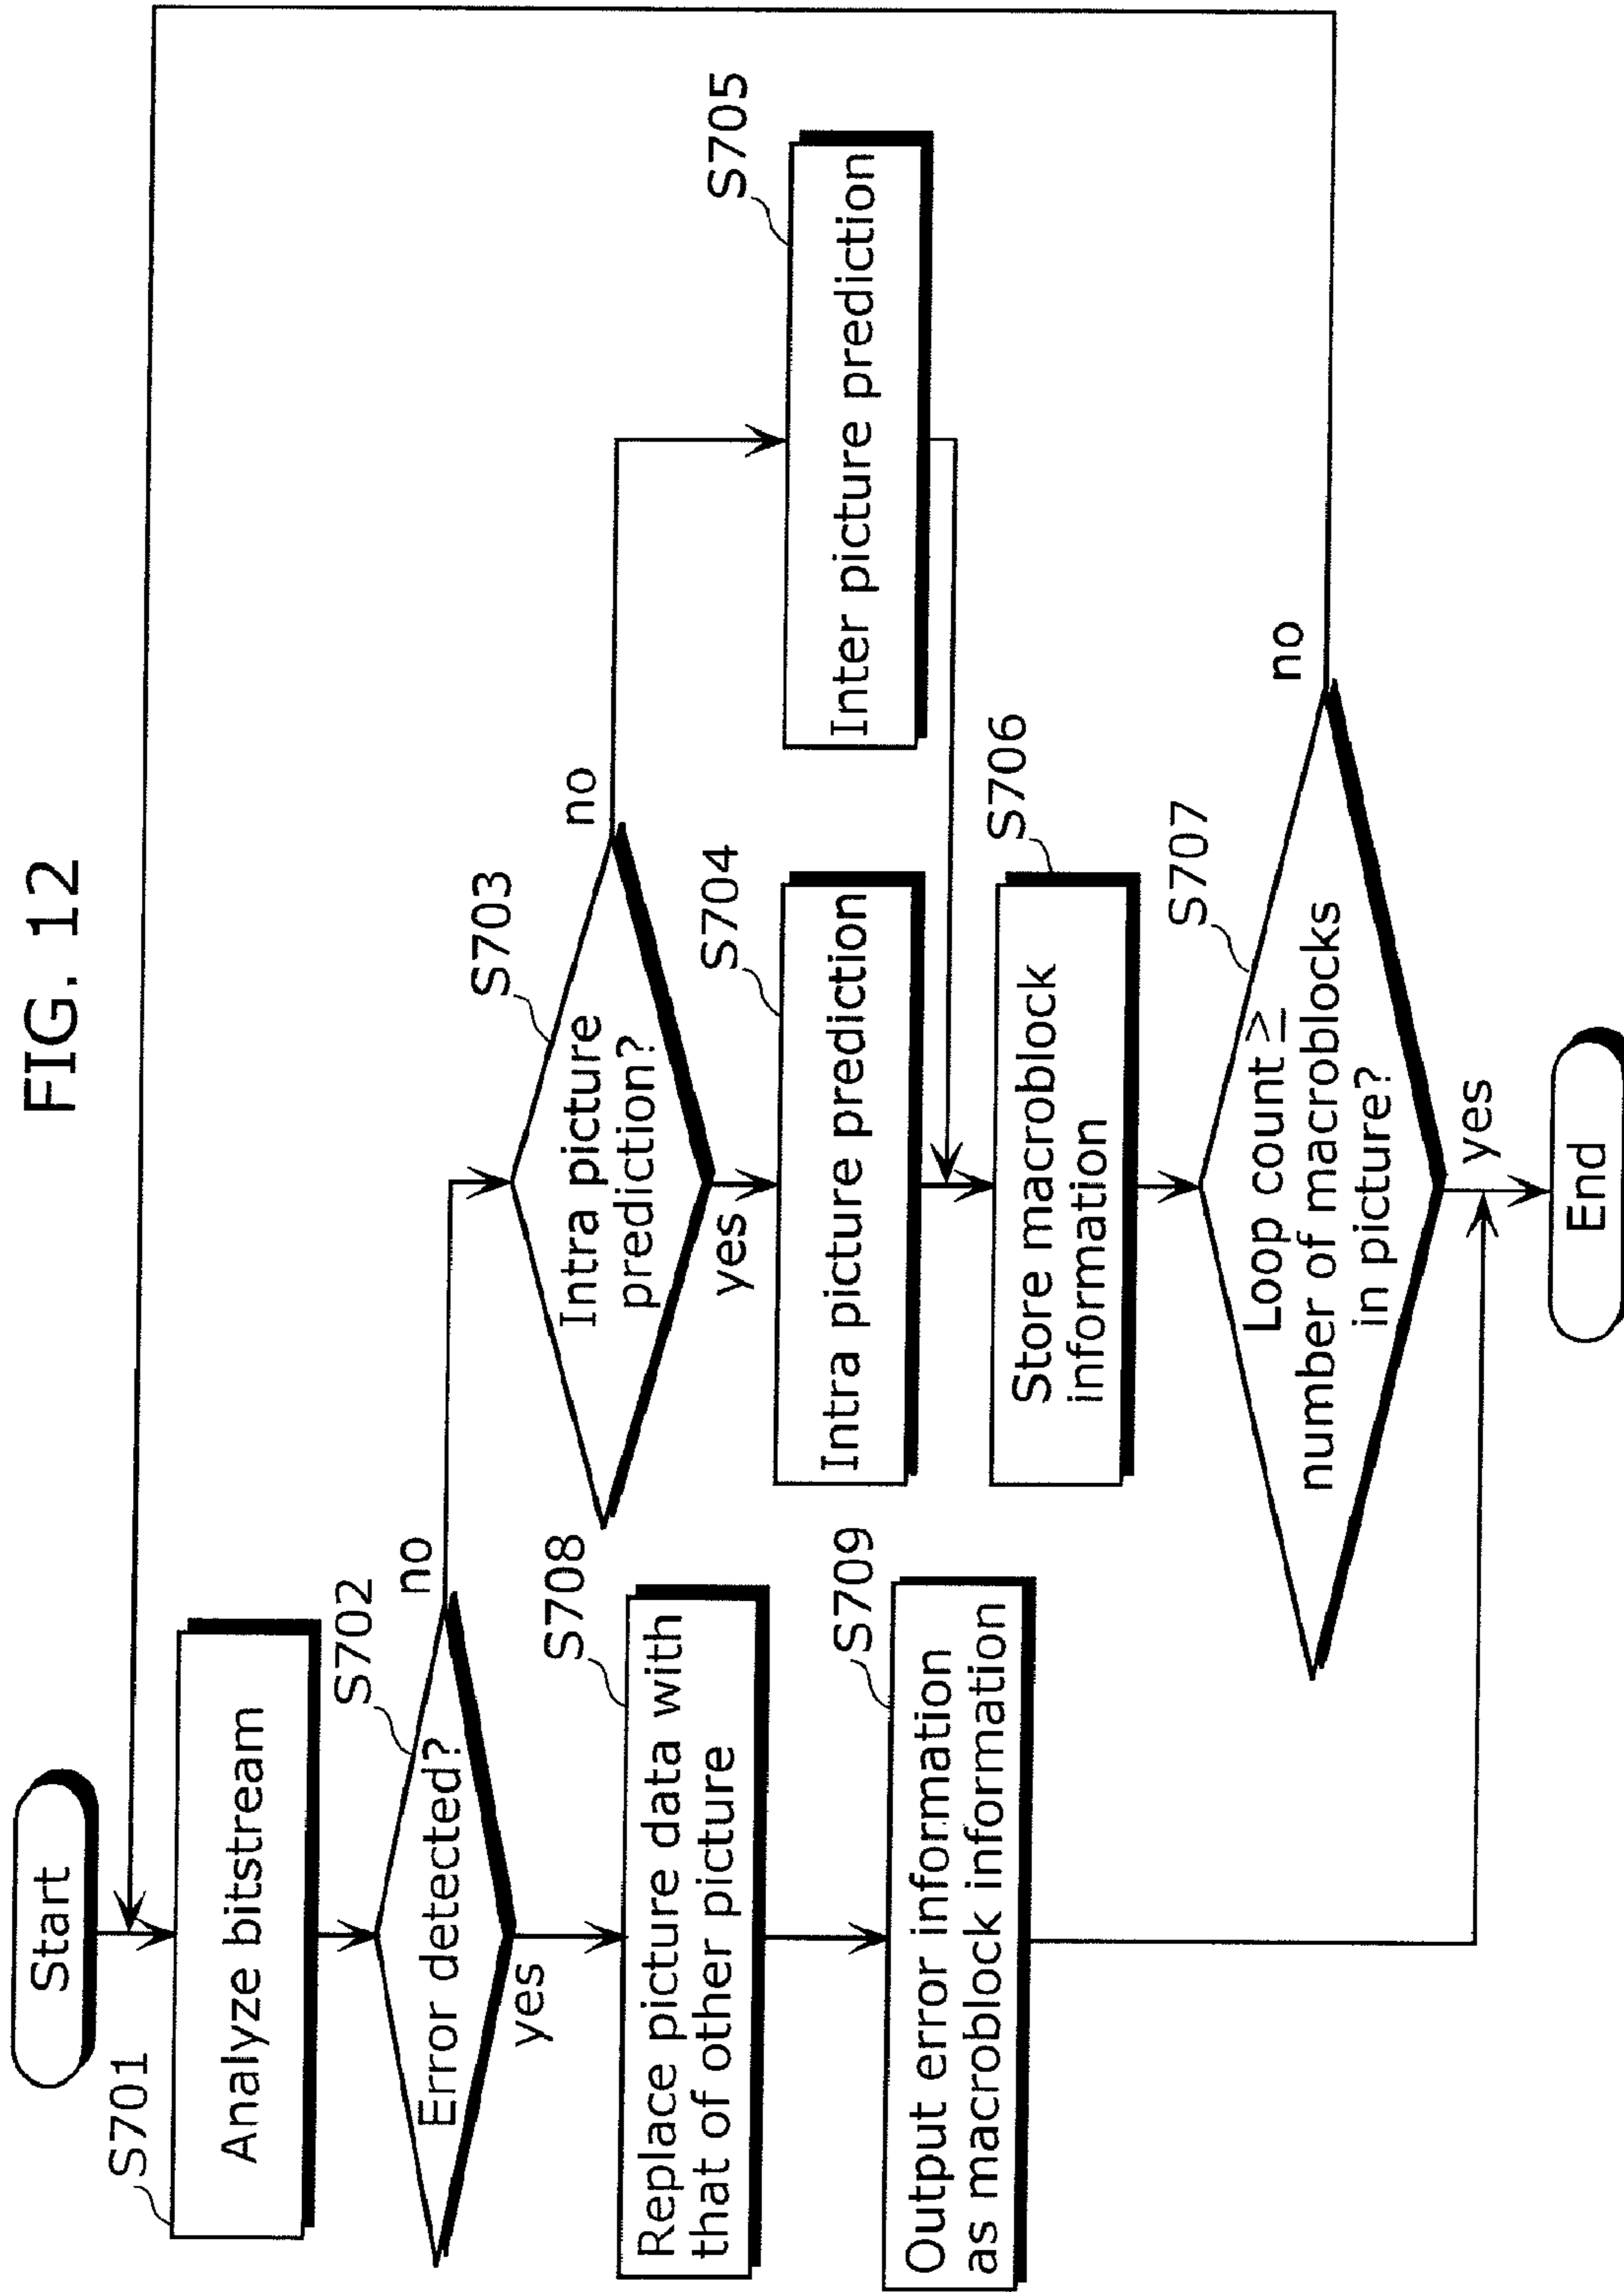 FIG. 12
Start
S701
Analyze bitstream
S702
Error detected?
no
yes
S708
Replace picture data with
that of other picture
S709
Output error information
as macroblock information
S703
Intra picture
prediction?
no
yes
S704
Intra picture prediction
S705
Inter picture prediction
S706
Store macroblock
information
S707
Loop count ≥
number of macroblocks
in picture?
no
yes
End